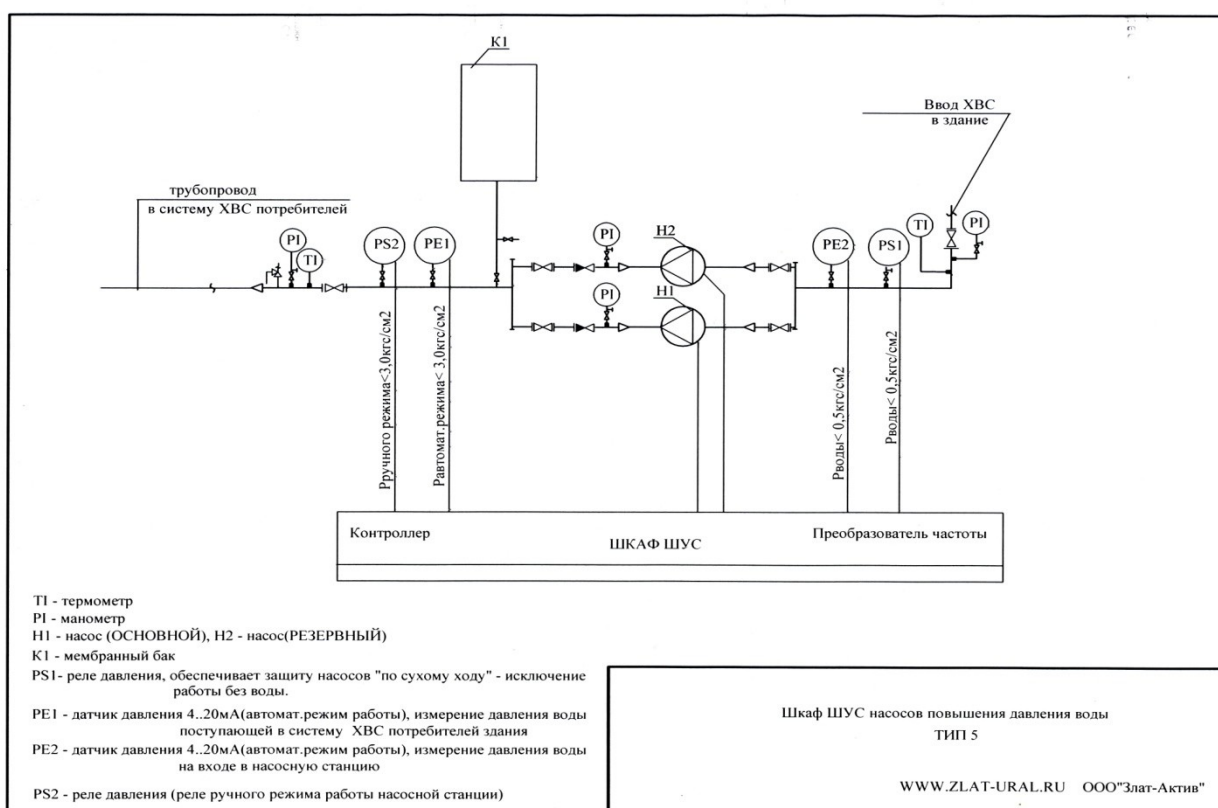 К1
Ввод ХВС
в здание
трубопровод
в систему ХВС потребителей
PI
TI
PS2
PE1
PI
H2
PI
H1
PE2
PS1
TI
PI
Рручного режима<3,0кгс/см2
Равтомат.режима< 3,0кгс/см2
Рводы< 0,5кгс/см2
Рводы< 0,5кгс/см2
Контроллер
ШКАФ ШУС
Преобразователь частоты
TI - термометр
PI - манометр
Н1 - насос (ОСНОВНОЙ), Н2 - насос(РЕЗЕРВНЫЙ)
К1 - мембранный бак
PS1- реле давления, обеспечивает защиту насосов "по сухому ходу" - исключение
работы без воды.
PE1 - датчик давления 4..20мА(автомат.режим работы), измерение давления воды
поступающей в систему ХВС потребителей здания
PE2 - датчик давления 4..20мА(автомат.режим работы), измерение давления воды
на входе в насосную станцию
PS2 - реле давления (реле ручного режима работы насосной станции)
Шкаф ШУС насосов повышения давления воды
ТИП 5
WWW.ZLAT-URAL.RU ООО"Злат-Актив"